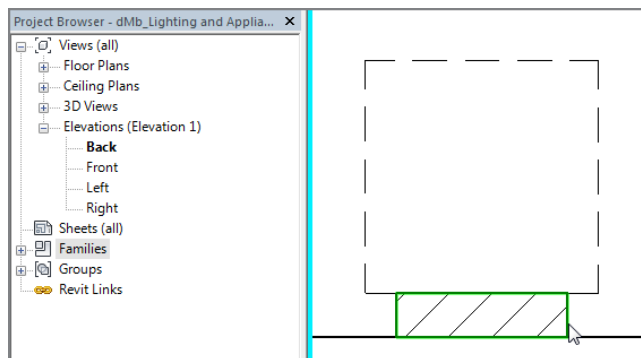 Project Browser - dMb_Lighting and Applia...
Views (all)
Floor Plans
Ceiling Plans
3D Views
Elevations (Elevation 1)
Back
Front
Left
Right
Sheets (all)
Families
Groups
Revit Links